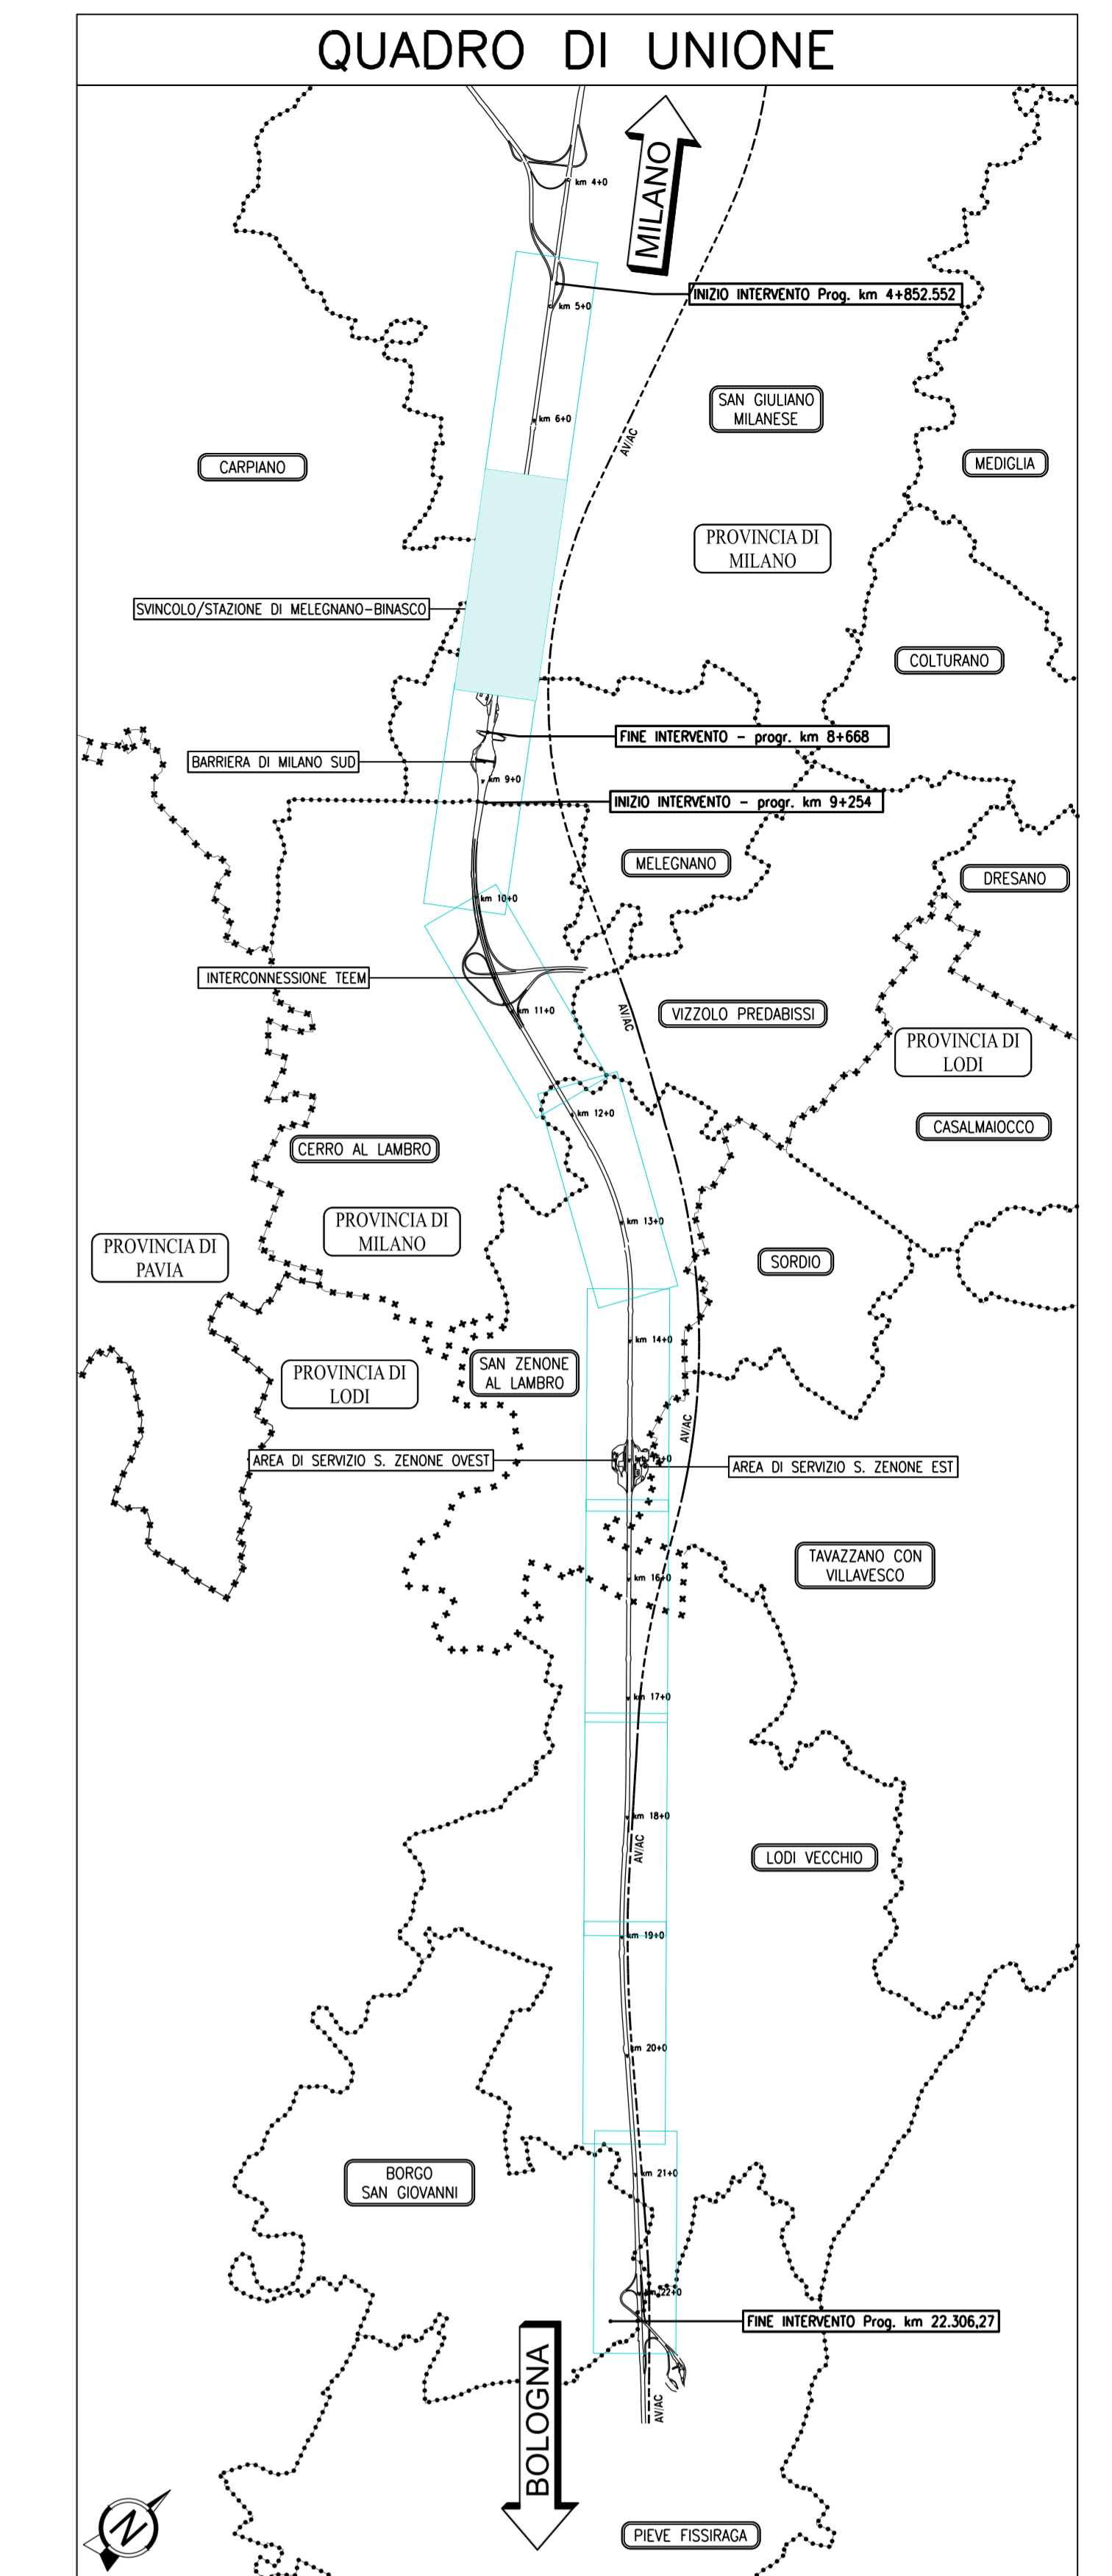 QUADRO DI UNIONE
MILANO
km 4+0
INIZIO INTERVENTO Prog. km 4+852.552
km 5+0
SAN GIULIANO
MILANESE
km 6+0
AV/AC
CARPIANO
MEDIGLIA
PROVINCIA DI
MILANO
SVINCOLO/STAZIONE DI MELEGNANO-BINASCO
COLTURANO
FINE INTERVENTO - progr. km 8+668
BARRIERA DI MILANO SUD
km 9+0
INIZIO INTERVENTO - progr. km 9+254
MELEGNANO
DRESANO
km 10+0
INTERCONNESSIONE TEEM
km 11+0
AV/AC
VIZZOLO PREDABISSI
PROVINCIA DI
LODI
km 12+0
CASALMAIOCCO
CERRO AL LAMBRO
PROVINCIA DI
MILANO
km 13+0
PROVINCIA DI
PAVIA
SORDIO
km 14+0
SAN ZENONE
AL LAMBRO
PROVINCIA DI
LODI
AV/AC
AREA DI SERVIZIO S. ZENONE OVEST
AREA DI SERVIZIO S. ZENONE EST
TAVAZZANO CON
VILLAVESCO
km 16+0
km 17+0
km 18+0
AV/AC
LODI VECCHIO
km 19+0
km 20+0
km 21+0
BORGO
SAN GIOVANNI
km 22+0
FINE INTERVENTO Prog. km 22.306,27
BOLOGNA
AV/AC
N
PIEVE FISSIRAGA